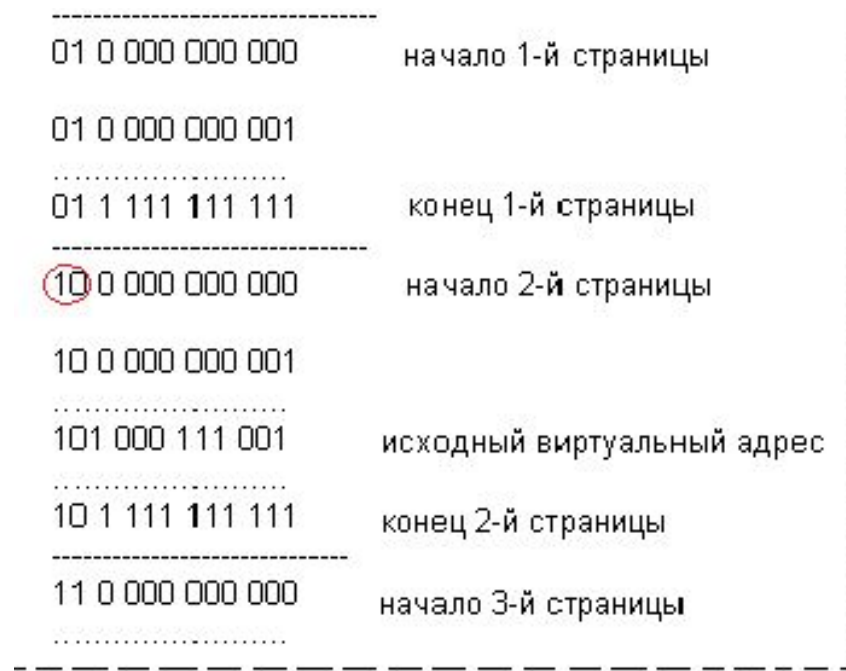 --------------------------------
01 0 000 000 000 начало 1-й страницы
01 0 000 000 001
........................
01 1 111 111 111 конец 1-й страницы
-------------------------------
10 0 000 000 000 начало 2-й страницы
10 0 000 000 001
........................
101 000 111 001 исходный виртуальный адрес
........................
10 1 111 111 111 конец 2-й страницы
-----------------------------
11 0 000 000 000 начало 3-й страницы
........................